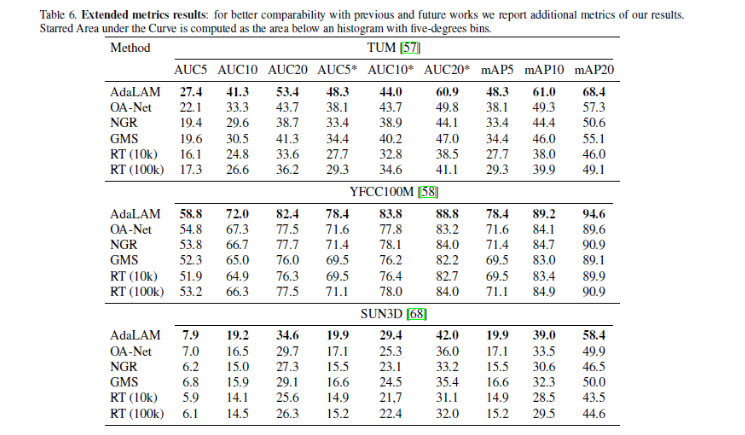 Table 6. Extended metrics results: for better comparability with previous and future works we report additional metrics of our results.
Starred Area under the Curve is computed as the area below an histogram with five-degrees bins.
Method TUM [57]
AUC5 AUC10 AUC20 AUC5* AUC10* AUC20* mAP5 mAP10 mAP20
AdaLAM 27.4 41.3 53.4 48.3 44.0 60.9 48.3 61.0 68.4
OA-Net 22.1 33.3 43.7 38.1 43.7 49.8 38.1 49.3 57.3
NGR 19.4 29.6 38.7 33.4 38.9 44.1 33.4 44.4 50.6
GMS 19.6 30.5 41.3 34.4 40.2 47.0 34.4 46.0 55.1
RT (10k) 16.1 24.8 33.6 27.7 32.8 38.5 27.7 38.0 46.0
RT (100k) 17.3 26.6 36.2 29.3 34.6 41.1 29.3 39.9 49.1
YFCC100M [58]
AdaLAM 58.8 72.0 82.4 78.4 83.8 88.8 78.4 89.2 94.6
OA-Net 54.8 67.3 77.5 71.6 77.8 83.2 71.6 84.1 89.6
NGR 53.8 66.7 77.7 71.4 78.1 84.0 71.4 84.7 90.9
GMS 52.3 65.0 76.0 69.5 76.2 82.2 69.5 83.0 89.1
RT (10k) 51.9 64.9 76.3 69.5 76.4 82.7 69.5 83.4 89.9
RT (100k) 53.2 66.3 77.5 71.1 78.0 84.0 71.1 84.9 90.9
SUN3D [68]
AdaLAM 7.9 19.2 34.6 19.9 29.4 42.0 19.9 39.0 58.4
OA-Net 7.0 16.5 29.7 17.1 25.3 36.0 17.1 33.5 49.9
NGR 6.2 15.0 27.3 15.5 23.1 33.2 15.5 30.6 46.5
GMS 6.8 15.9 29.1 16.6 24.5 35.4 16.6 32.3 50.0
RT (10k) 5.9 14.1 25.6 14.9 21,7 31.1 14.9 28.5 43.5
RT (100k) 6.1 14.5 26.3 15.2 22.4 32.0 15.2 29.5 44.6